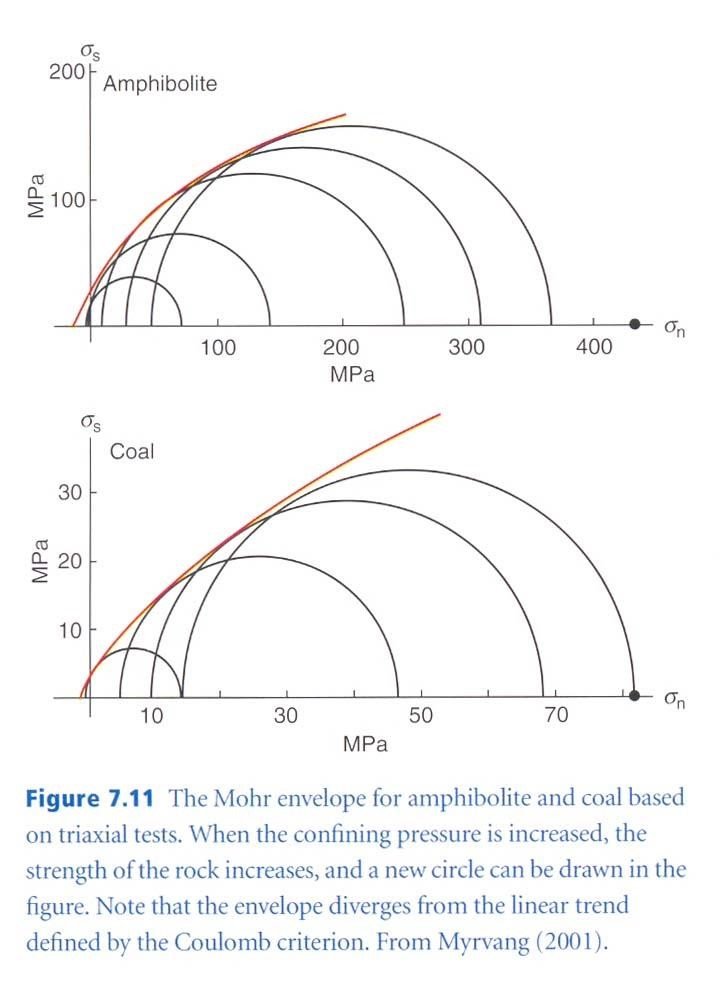 σs
200
Amphibolite
MPa
100
σn
100 200 300 400
MPa
σs
Coal
30
MPa
20
10
σn
10 30 50 70
MPa
Figure 7.11 The Mohr envelope for amphibolite and coal based
on triaxial tests. When the confining pressure is increased, the
strength of the rock increases, and a new circle can be drawn in the
figure. Note that the envelope diverges from the linear trend
defined by the Coulomb criterion. From Myrvang (2001).